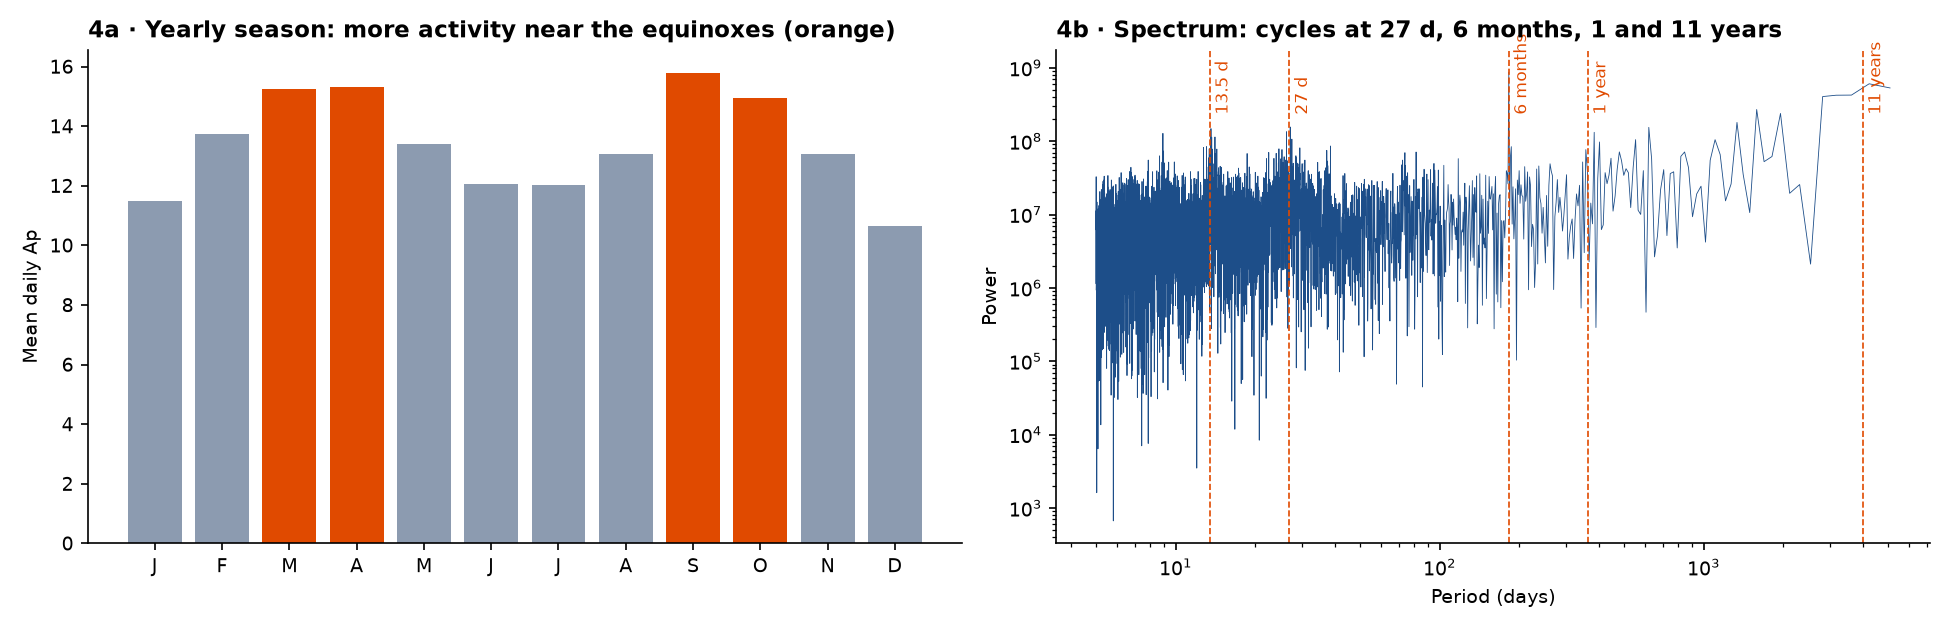 4a · Yearly season: more activity near the equinoxes (orange)
Mean daily Ap
16
14
12
10
8
6
4
2
0
J F M A M J J A S O N D
4b · Spectrum: cycles at 27 d, 6 months, 1 and 11 years
Power
10⁹
10⁸
10⁷
10⁶
10⁵
10⁴
10³
13.5 d
27 d
6 months
1 year
11 years
10¹ 10² 10³
Period (days)